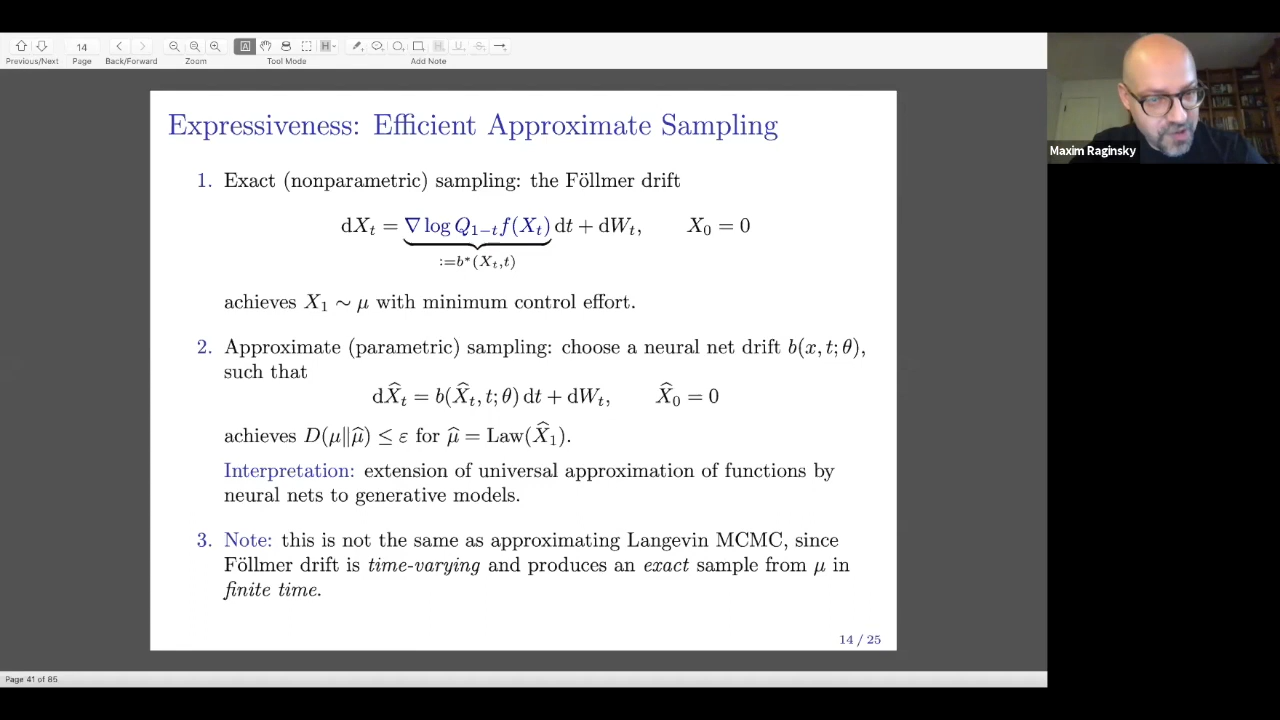 14
Previous/Next Page Back/Forward Zoom Tool Mode Add Note
Maxim Raginsky
Expressiveness: Efficient Approximate Sampling
1. Exact (nonparametric) sampling: the Föllmer drift
dX_t = ∇ log Q_{1−t} f(X_t) dt + dW_t, X_0 = 0
:=b*(X_t,t)
achieves X_1 ∼ μ with minimum control effort.
2. Approximate (parametric) sampling: choose a neural net drift b(x, t; θ),
such that
dX̂_t = b(X̂_t, t; θ) dt + dW_t, X̂_0 = 0
achieves D(μ‖μ̂) ≤ ε for μ̂ = Law(X̂_1).
Interpretation: extension of universal approximation of functions by
neural nets to generative models.
3. Note: this is not the same as approximating Langevin MCMC, since
Föllmer drift is time-varying and produces an exact sample from μ in
finite time.
14 / 25
Page 41 of 85